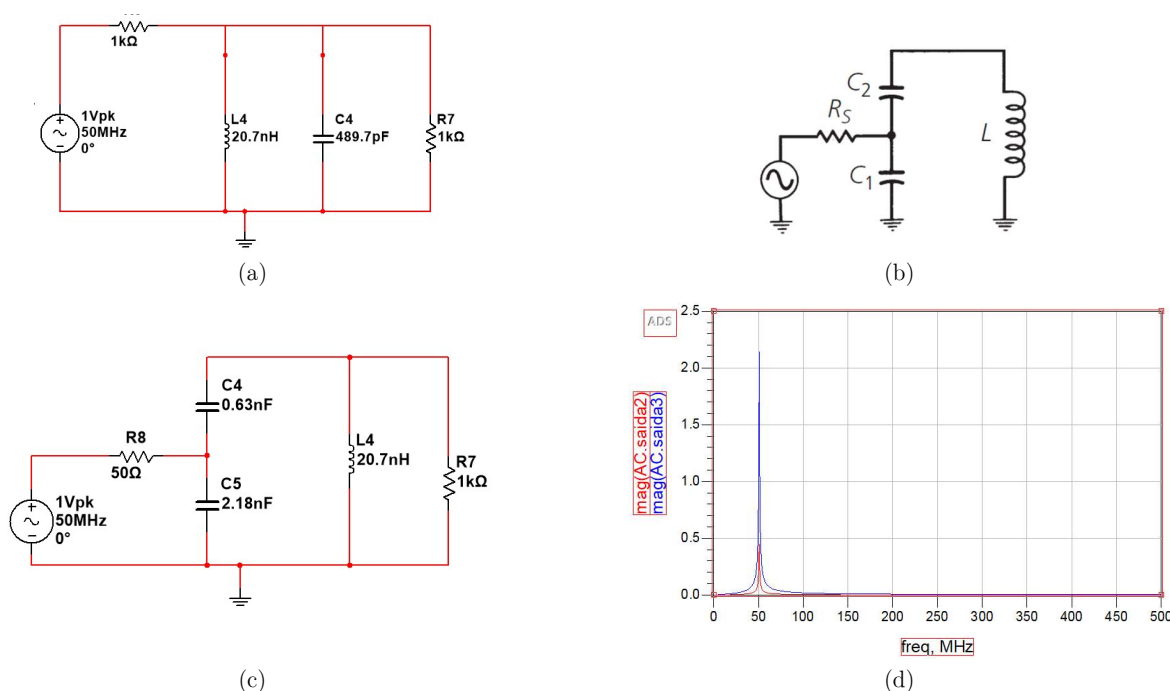 1kΩ
1Vpk
50MHz
0°
L4
20.7nH
C4
489.7pF
R7
1kΩ
(a)
C₂
R_S
C₁
L
(b)
C4
0.63nF
R8
50Ω
C5
2.18nF
L4
20.7nH
R7
1kΩ
1Vpk
50MHz
0°
(c)
ADS
mag(AC.saida2)
mag(AC.saida3)
2.5
2.0
1.5
1.0
0.5
0.0
0 50 100 150 200 250 300 350 400 450 500
freq, MHz
(d)